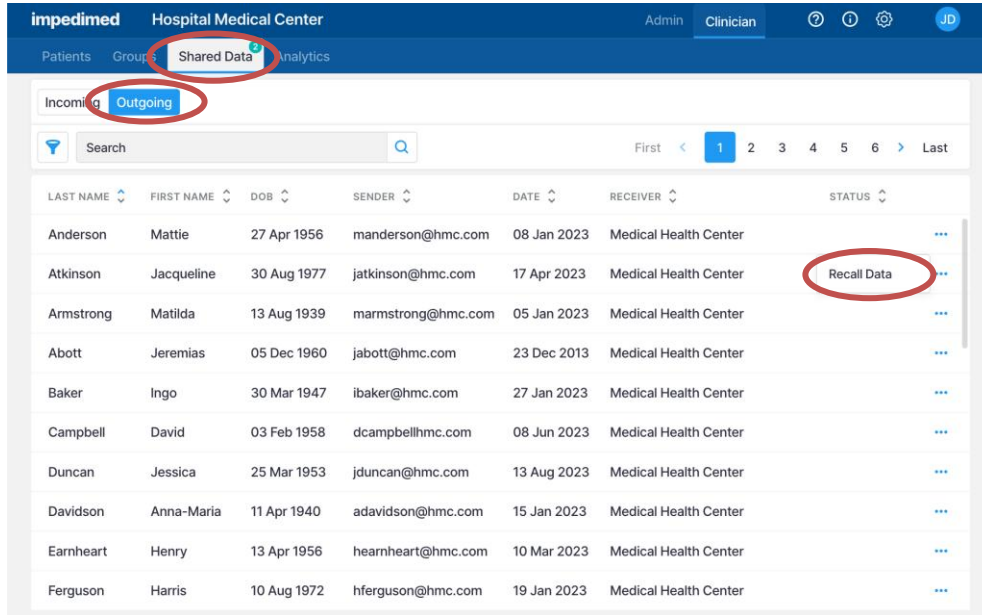 impedimed Hospital Medical Center Admin Clinician JD
Patients Groups Shared Data 2 Analytics
Incoming Outgoing
Search First < 1 2 3 4 5 6 > Last
LAST NAME FIRST NAME DOB SENDER DATE RECEIVER STATUS
Anderson Mattie 27 Apr 1956 manderson@hmc.com 08 Jan 2023 Medical Health Center
Atkinson Jacqueline 30 Aug 1977 jatkinson@hmc.com 17 Apr 2023 Medical Health Center Recall Data
Armstrong Matilda 13 Aug 1939 marmstrong@hmc.com 05 Jan 2023 Medical Health Center
Abott Jeremias 05 Dec 1960 jabott@hmc.com 23 Dec 2013 Medical Health Center
Baker Ingo 30 Mar 1947 ibaker@hmc.com 27 Jan 2023 Medical Health Center
Campbell David 03 Feb 1958 dcampbellhmc.com 08 Jun 2023 Medical Health Center
Duncan Jessica 25 Mar 1953 jduncan@hmc.com 13 Aug 2023 Medical Health Center
Davidson Anna-Maria 11 Apr 1940 adavidson@hmc.com 15 Jan 2023 Medical Health Center
Earnheart Henry 13 Apr 1956 hearnheart@hmc.com 10 Mar 2023 Medical Health Center
Ferguson Harris 10 Aug 1972 hferguson@hmc.com 19 Jan 2023 Medical Health Center